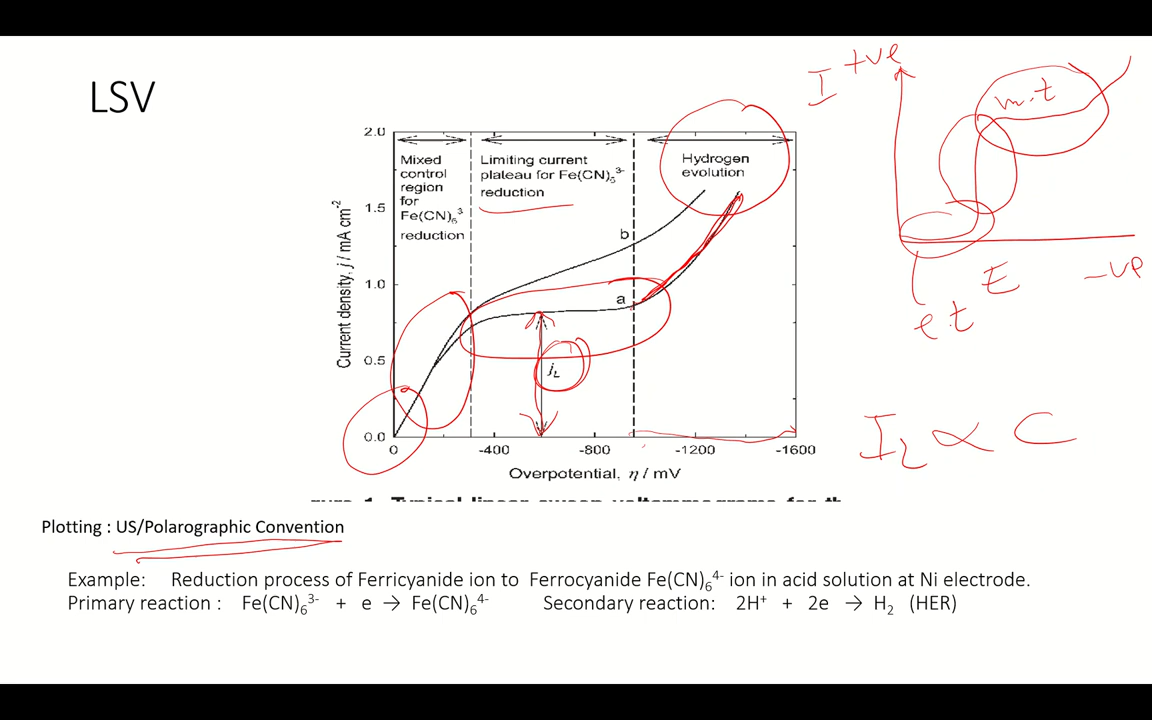 LSV
I +ve
m.t
E
-ve
e.t
I_L ∝ C
2.0
1.5
1.0
0.5
0.0
Current density, j / mA cm⁻²
Mixed
control
region
for
Fe(CN)₆³
reduction
Limiting current
plateau for Fe(CN)₆³⁻
reduction
Hydrogen
evolution
b
a
j_L
0 -400 -800 -1200 -1600
Overpotential, η / mV
Plotting : US/Polarographic Convention
Example: Reduction process of Ferricyanide ion to Ferrocyanide Fe(CN)₆⁴⁻ ion in acid solution at Ni electrode.
Primary reaction : Fe(CN)₆³⁻ + e → Fe(CN)₆⁴⁻ Secondary reaction: 2H⁺ + 2e → H₂ (HER)